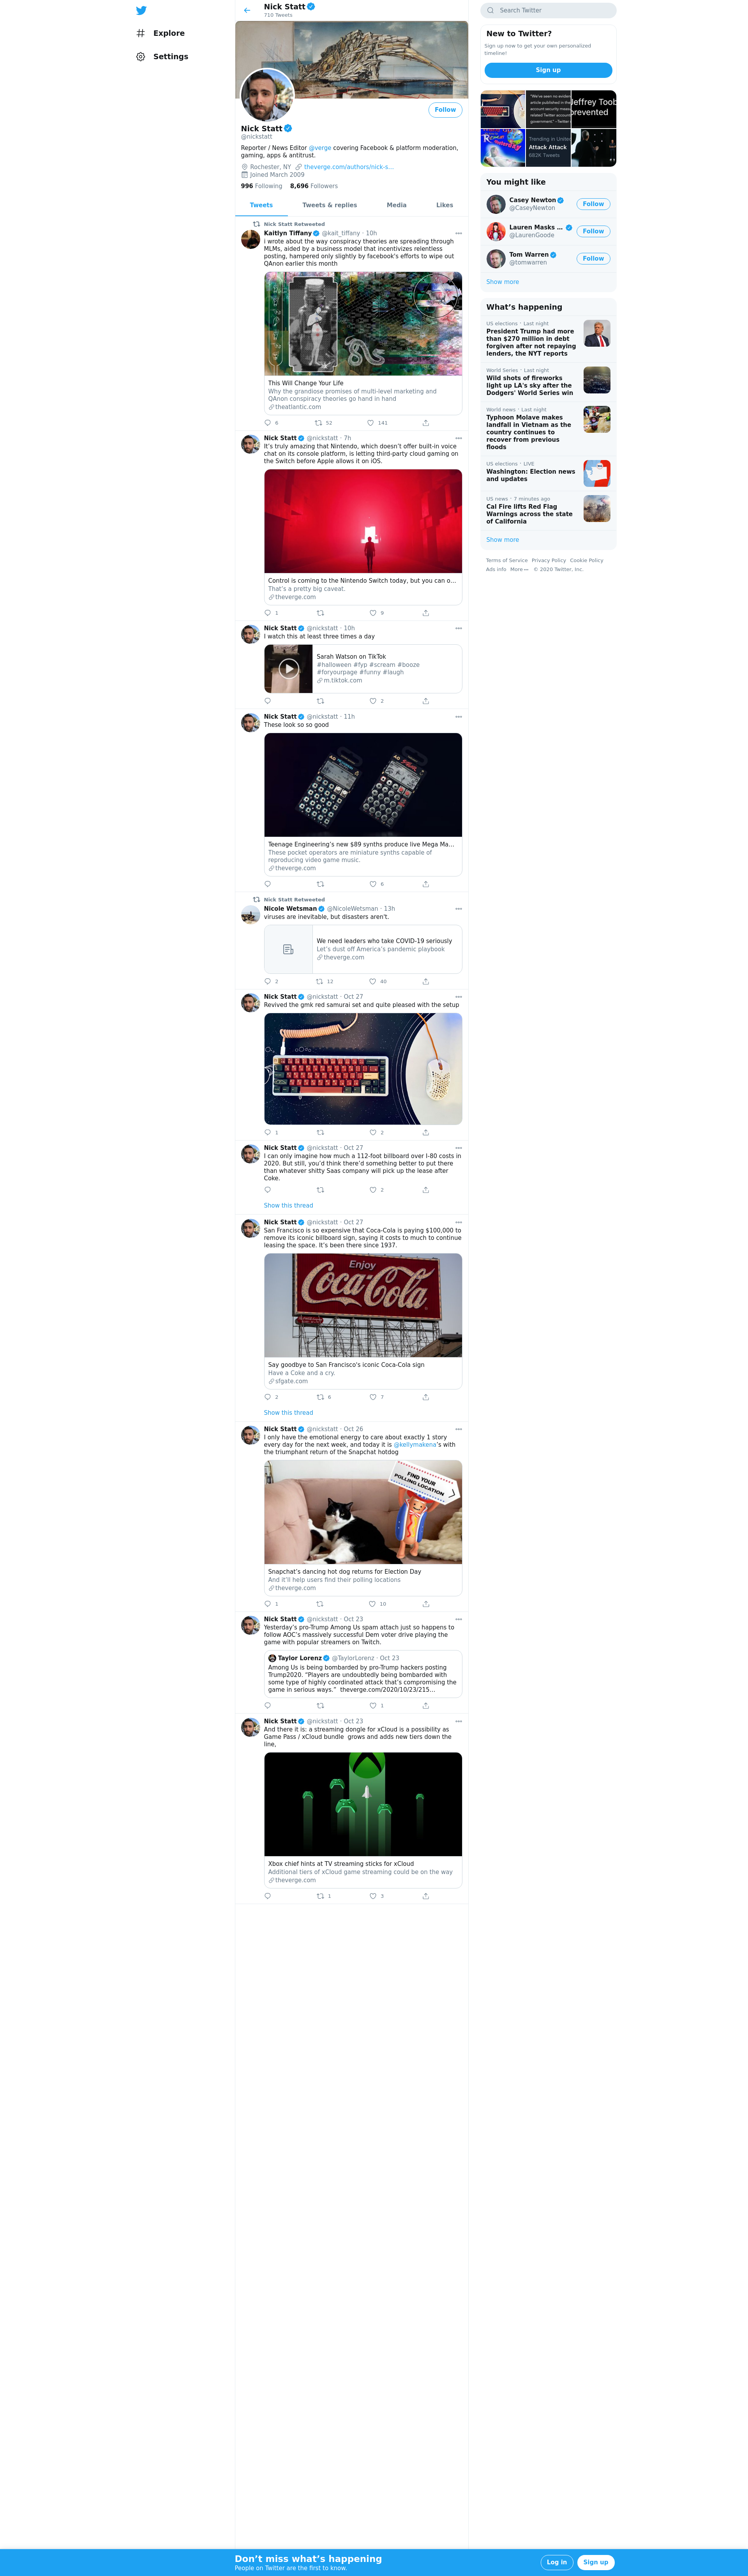 Explore
Settings
Nick Statt
710 Tweets
Follow
Nick Statt
@nickstatt
Reporter / News Editor @verge covering Facebook & platform moderation,
gaming, apps & antitrust.
Rochester, NY theverge.com/authors/nick-s…
Joined March 2009
996 Following 8,696 Followers
Tweets Tweets & replies Media Likes
Nick Statt Retweeted
Kaitlyn Tiffany @kait_tiffany · 10h
i wrote about the way conspiracy theories are spreading through
MLMs, aided by a business model that incentivizes relentless
posting, hampered only slightly by facebook's efforts to wipe out
QAnon earlier this month
This Will Change Your Life
Why the grandiose promises of multi-level marketing and
QAnon conspiracy theories go hand in hand
theatlantic.com
6 52 141
Nick Statt @nickstatt · 7h
It's truly amazing that Nintendo, which doesn't offer built-in voice
chat on its console platform, is letting third-party cloud gaming on
the Switch before Apple allows it on iOS.
Control is coming to the Nintendo Switch today, but you can o…
That's a pretty big caveat.
theverge.com
1 9
Nick Statt @nickstatt · 10h
I watch this at least three times a day
Sarah Watson on TikTok
#halloween #fyp #scream #booze
#foryourpage #funny #laugh
m.tiktok.com
2
Nick Statt @nickstatt · 11h
These look so so good
Teenage Engineering's new $89 synths produce live Mega Ma…
These pocket operators are miniature synths capable of
reproducing video game music.
theverge.com
6
Nick Statt Retweeted
Nicole Wetsman @NicoleWetsman · 13h
viruses are inevitable, but disasters aren't.
We need leaders who take COVID-19 seriously
Let's dust off America's pandemic playbook
theverge.com
2 12 40
Nick Statt @nickstatt · Oct 27
Revived the gmk red samurai set and quite pleased with the setup
1 2
Nick Statt @nickstatt · Oct 27
I can only imagine how much a 112-foot billboard over I-80 costs in
2020. But still, you'd think there'd something better to put there
than whatever shitty Saas company will pick up the lease after
Coke.
2
Show this thread
Nick Statt @nickstatt · Oct 27
San Francisco is so expensive that Coca-Cola is paying $100,000 to
remove its iconic billboard sign, saying it costs to much to continue
leasing the space. It's been there since 1937.
Enjoy
Coca-Cola
Say goodbye to San Francisco's iconic Coca-Cola sign
Have a Coke and a cry.
sfgate.com
2 6 7
Show this thread
Nick Statt @nickstatt · Oct 26
I only have the emotional energy to care about exactly 1 story
every day for the next week, and today it is @kellymakena's with
the triumphant return of the Snapchat hotdog
FIND YOUR
POLLING LOCATION
Snapchat's dancing hot dog returns for Election Day
And it'll help users find their polling locations
theverge.com
1 10
Nick Statt @nickstatt · Oct 23
Yesterday's pro-Trump Among Us spam attach just so happens to
follow AOC's massively successful Dem voter drive playing the
game with popular streamers on Twitch.
Taylor Lorenz @TaylorLorenz · Oct 23
Among Us is being bombarded by pro-Trump hackers posting
Trump2020. "Players are undoubtedly being bombarded with
some type of highly coordinated attack that's compromising the
game in serious ways." theverge.com/2020/10/23/215…
1
Nick Statt @nickstatt · Oct 23
And there it is: a streaming dongle for xCloud is a possibility as
Game Pass / xCloud bundle grows and adds new tiers down the
line,
Xbox chief hints at TV streaming sticks for xCloud
Additional tiers of xCloud game streaming could be on the way
theverge.com
1 3
Search Twitter
New to Twitter?
Sign up now to get your own personalized
timeline!
Sign up
"We've seen no eviden
article published in th
account-security meas
related Twitter accoun
government." –Twitter
Jeffrey Toob
prevented
Trending in Unite
Attack Attack
682K Tweets
You might like
Casey Newton
@CaseyNewton
Follow
Lauren Masks …
@LaurenGoode
Follow
Tom Warren
@tomwarren
Follow
Show more
What's happening
US elections · Last night
President Trump had more
than $270 million in debt
forgiven after not repaying
lenders, the NYT reports
World Series · Last night
Wild shots of fireworks
light up LA's sky after the
Dodgers' World Series win
World news · Last night
Typhoon Molave makes
landfall in Vietnam as the
country continues to
recover from previous
floods
US elections · LIVE
Washington: Election news
and updates
US news · 7 minutes ago
Cal Fire lifts Red Flag
Warnings across the state
of California
Show more
Terms of Service Privacy Policy Cookie Policy
Ads info More ··· © 2020 Twitter, Inc.
Don't miss what's happening
People on Twitter are the first to know.
Log in Sign up